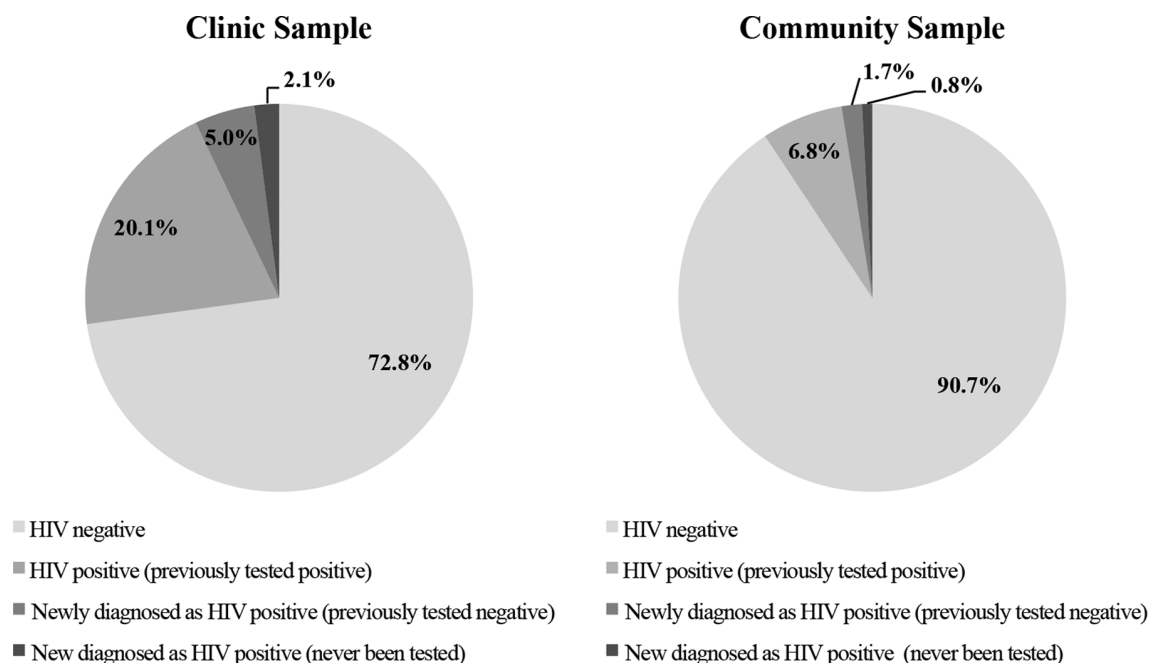 Clinic Sample
2.1%
5.0%
20.1%
72.8%
HIV negative
HIV positive (previously tested positive)
Newly diagnosed as HIV positive (previously tested negative)
New diagnosed as HIV positive (never been tested)
Community Sample
1.7%
0.8%
6.8%
90.7%
HIV negative
HIV positive (previously tested positive)
Newly diagnosed as HIV positive (previously tested negative)
New diagnosed as HIV positive (never been tested)